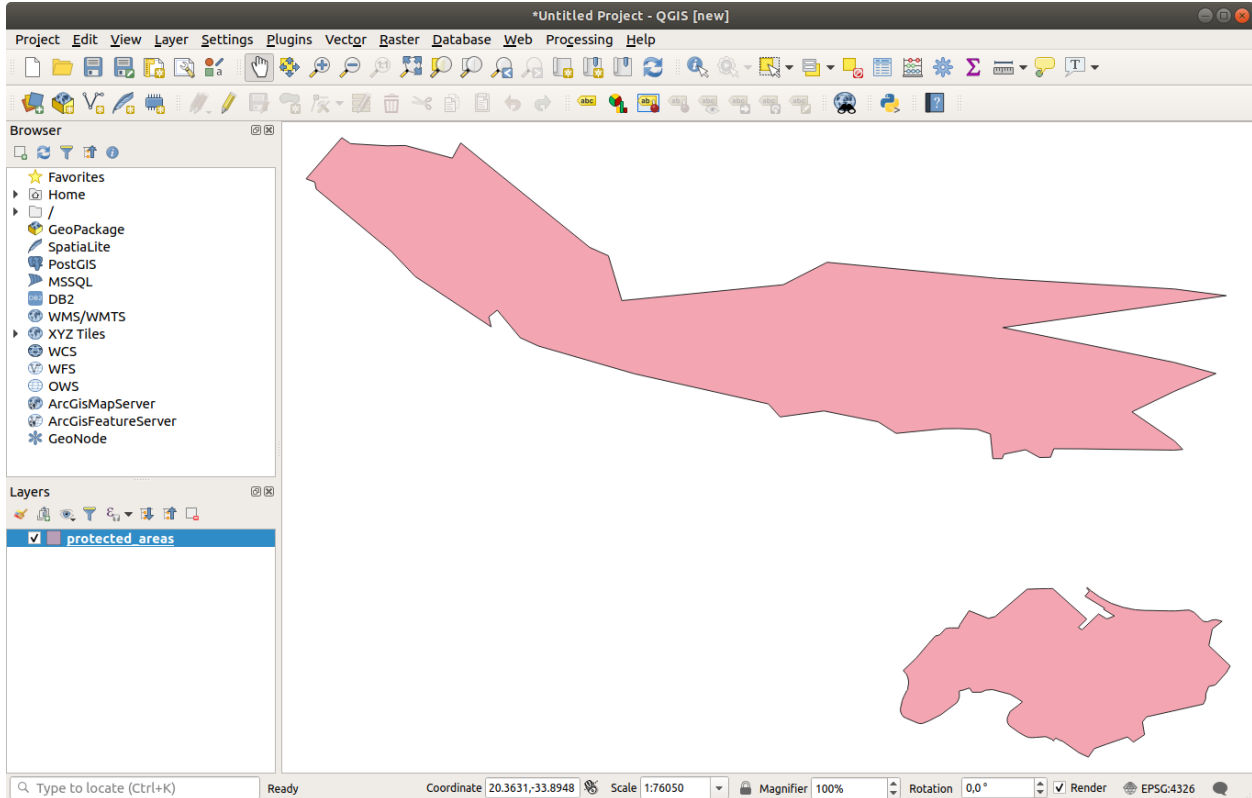 *Untitled Project - QGIS [new]
Project Edit View Layer Settings Plugins Vector Raster Database Web Processing Help
Browser
Favorites
Home
/
GeoPackage
SpatiaLite
PostGIS
MSSQL
DB2
WMS/WMTS
XYZ Tiles
WCS
WFS
OWS
ArcGisMapServer
ArcGisFeatureServer
GeoNode
Layers
protected_areas
Type to locate (Ctrl+K) Ready Coordinate 20.3631,-33.8948 Scale 1:76050 Magnifier 100% Rotation 0,0 ° Render EPSG:4326